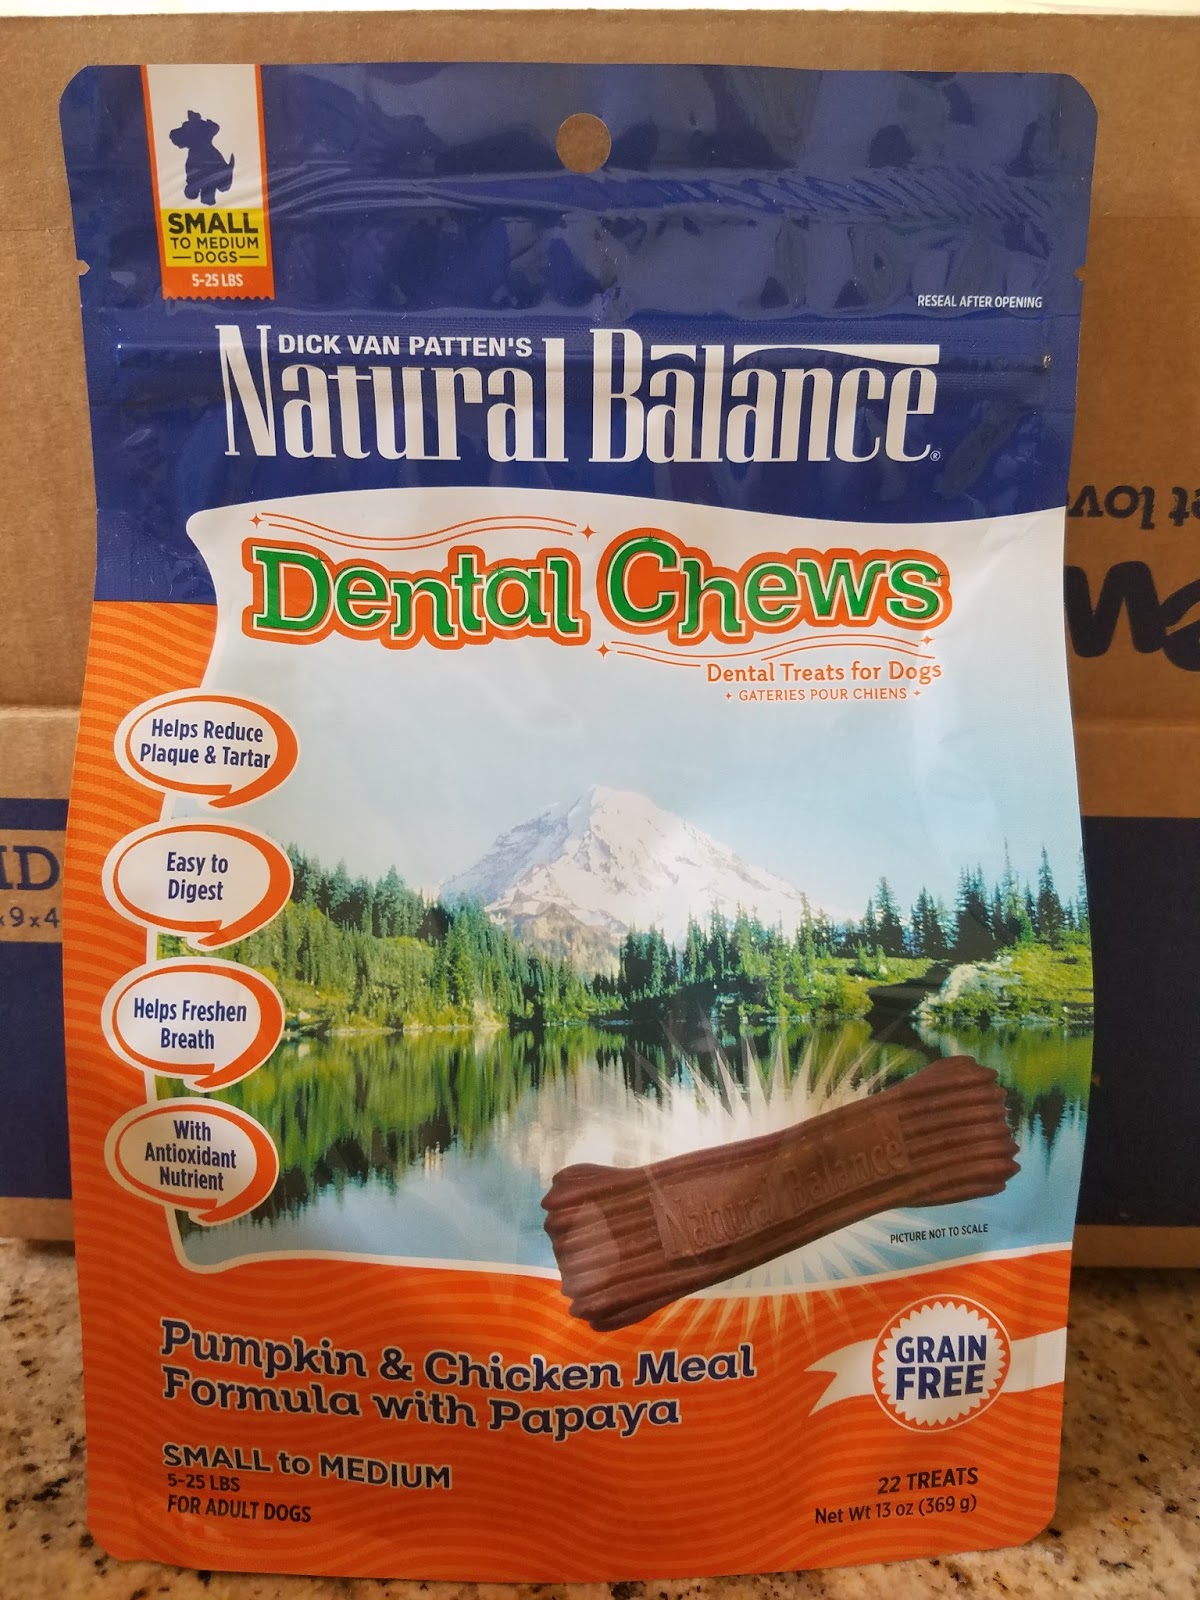 SMALL
TO MEDIUM
DOGS
5-25 LBS
RESEAL AFTER OPENING
DICK VAN PATTEN'S
Natural Balance®
Dental Chews
Dental Treats for Dogs
GATERIES POUR CHIENS
Helps Reduce
Plaque & Tartar
Easy to
Digest
Helps Freshen
Breath
With
Antioxidant
Nutrient
Natural Balance
PICTURE NOT TO SCALE
GRAIN
FREE
Pumpkin & Chicken Meal
Formula with Papaya
SMALL to MEDIUM
5-25 LBS
FOR ADULT DOGS
22 TREATS
Net Wt 13 oz (369 g)
x9x4